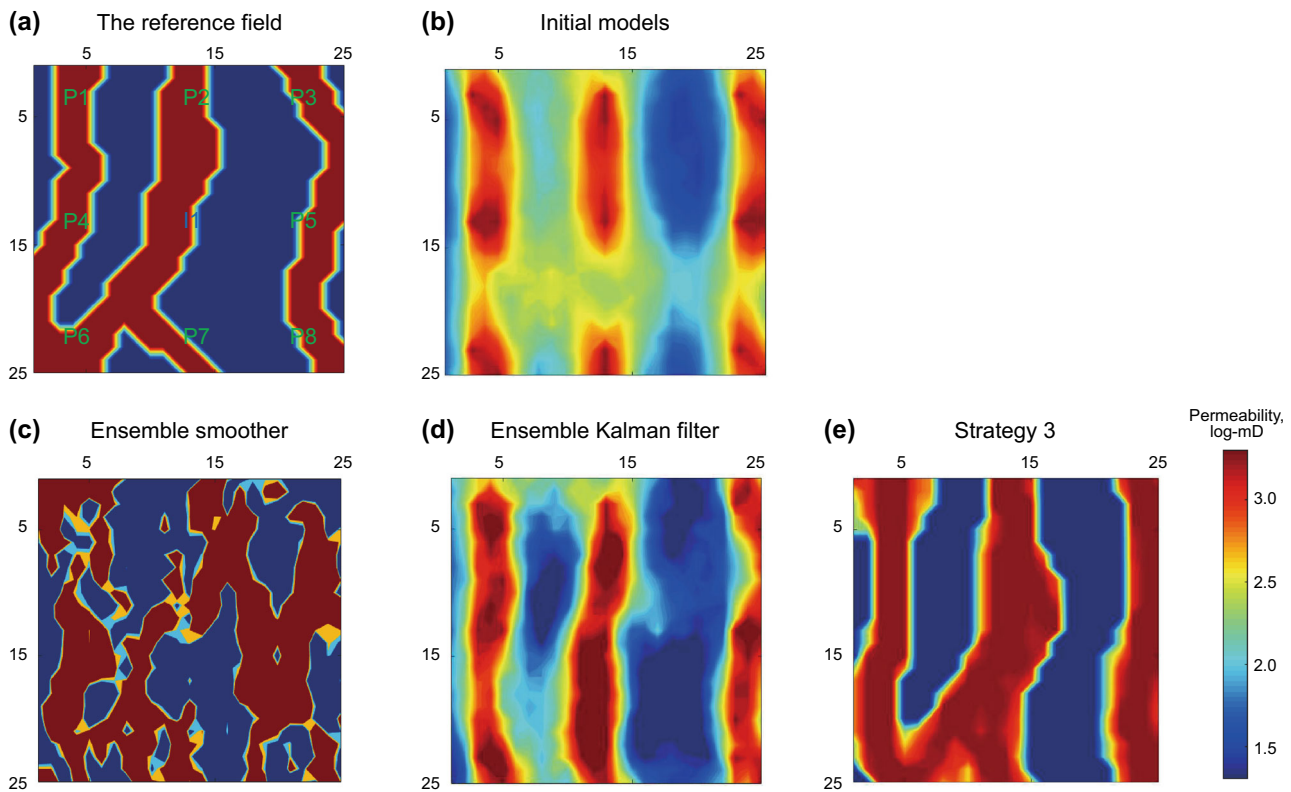 (a) The reference field
5 15 25
P1 P2 P3
5
P4 I1 P5
15
P6 P7 P8
25
(b) Initial models
5 15 25
5
15
25
(c) Ensemble smoother
5 15 25
5
15
25
(d) Ensemble Kalman filter
5 15 25
5
15
25
(e) Strategy 3
5 15 25
5
15
25
Permeability,
log-mD
3.0
2.5
2.0
1.5